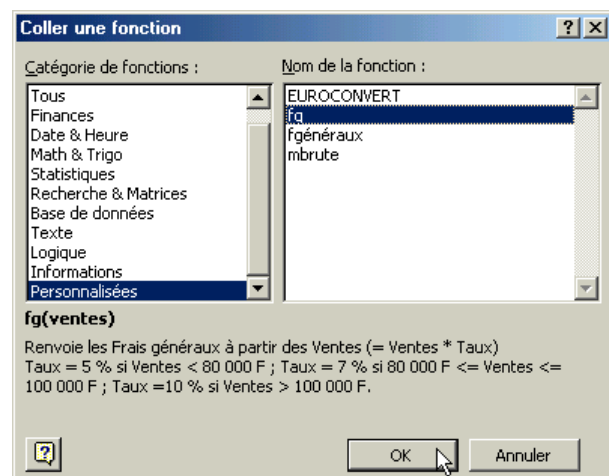 Coller une fonction
Catégorie de fonctions :
Nom de la fonction :
Tous
Finances
Date & Heure
Math & Trigo
Statistiques
Recherche & Matrices
Base de données
Texte
Logique
Informations
Personnalisées
EUROCONVERT
fg
fgénéraux
mbrute
fg(ventes)
Renvoie les Frais généraux à partir des Ventes (= Ventes * Taux)
Taux = 5 % si Ventes < 80 000 F ; Taux = 7 % si 80 000 F <= Ventes <=
100 000 F ; Taux =10 % si Ventes > 100 000 F.
OK
Annuler